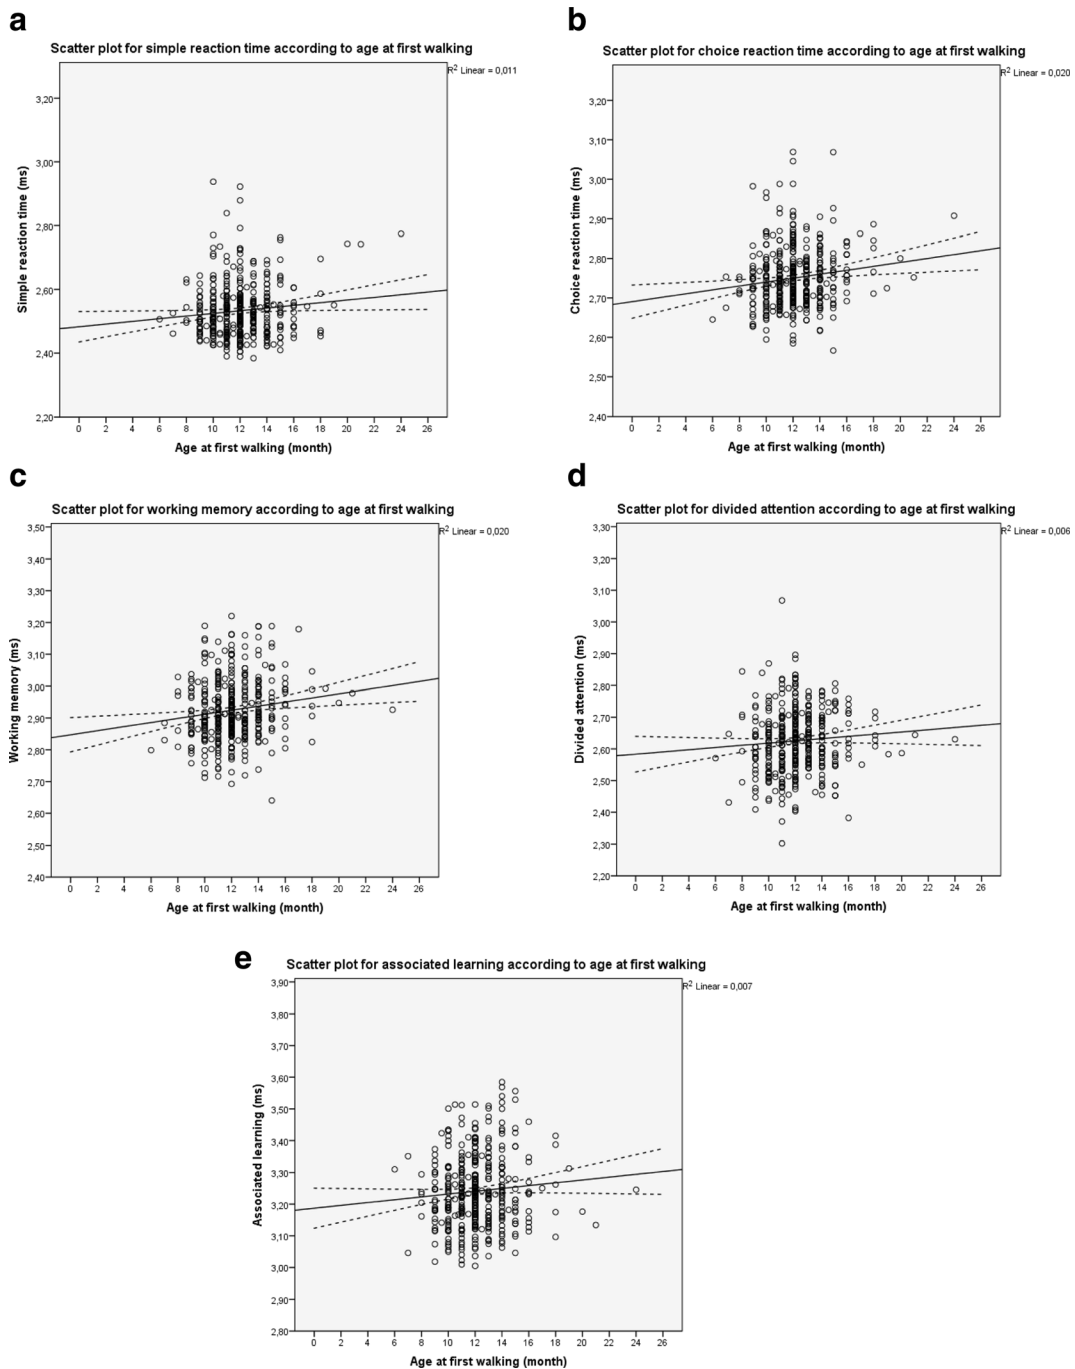 a
Scatter plot for simple reaction time according to age at first walking
R² Linear = 0,011
Simple reaction time (ms)
3,20
3,00
2,80
2,60
2,40
2,20
0 2 4 6 8 10 12 14 16 18 20 22 24 26
Age at first walking (month)
b
Scatter plot for choice reaction time according to age at first walking
R² Linear = 0,020
Choice reaction time (ms)
3,20
3,10
3,00
2,90
2,80
2,70
2,60
2,50
2,40
0 2 4 6 8 10 12 14 16 18 20 22 24 26
Age at first walking (month)
c
Scatter plot for working memory according to age at first walking
R² Linear = 0,020
Working memory (ms)
3,50
3,40
3,30
3,20
3,10
3,00
2,90
2,80
2,70
2,60
2,50
2,40
0 2 4 6 8 10 12 14 16 18 20 22 24 26
Age at first walking (month)
d
Scatter plot for divided attention according to age at first walking
R² Linear = 0,006
Divided attention (ms)
3,30
3,20
3,10
3,00
2,90
2,80
2,70
2,60
2,50
2,40
2,30
2,20
0 2 4 6 8 10 12 14 16 18 20 22 24 26
Age at first walking (month)
e
Scatter plot for associated learning according to age at first walking
R² Linear = 0,007
Associated learning (ms)
3,90
3,80
3,70
3,60
3,50
3,40
3,30
3,20
3,10
3,00
2,90
2,80
0 2 4 6 8 10 12 14 16 18 20 22 24 26
Age at first walking (month)